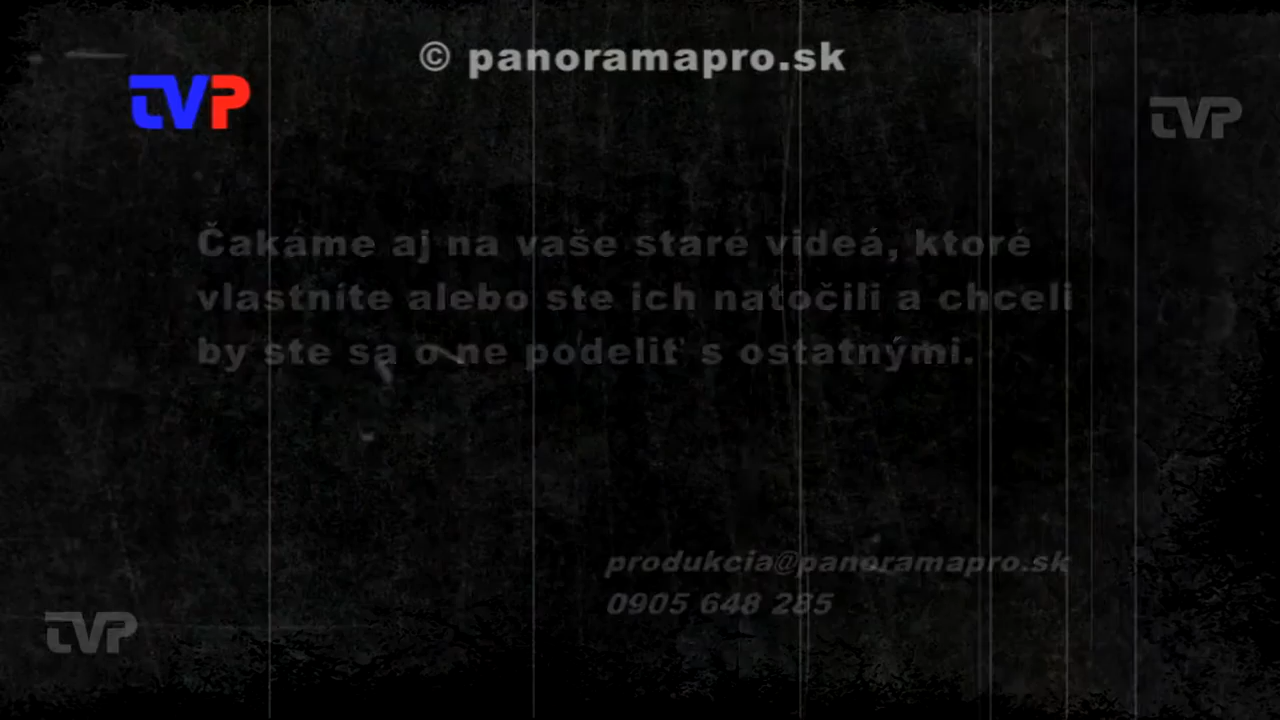 © panoramapro.sk
TVP
TVP
Čakáme aj na vaše staré videá, ktoré
vlastníte alebo ste ich natočili a chceli
by ste sa o ne podeliť s ostatnými.
produkcia@panoramapro.sk
0905 648 285
TVP